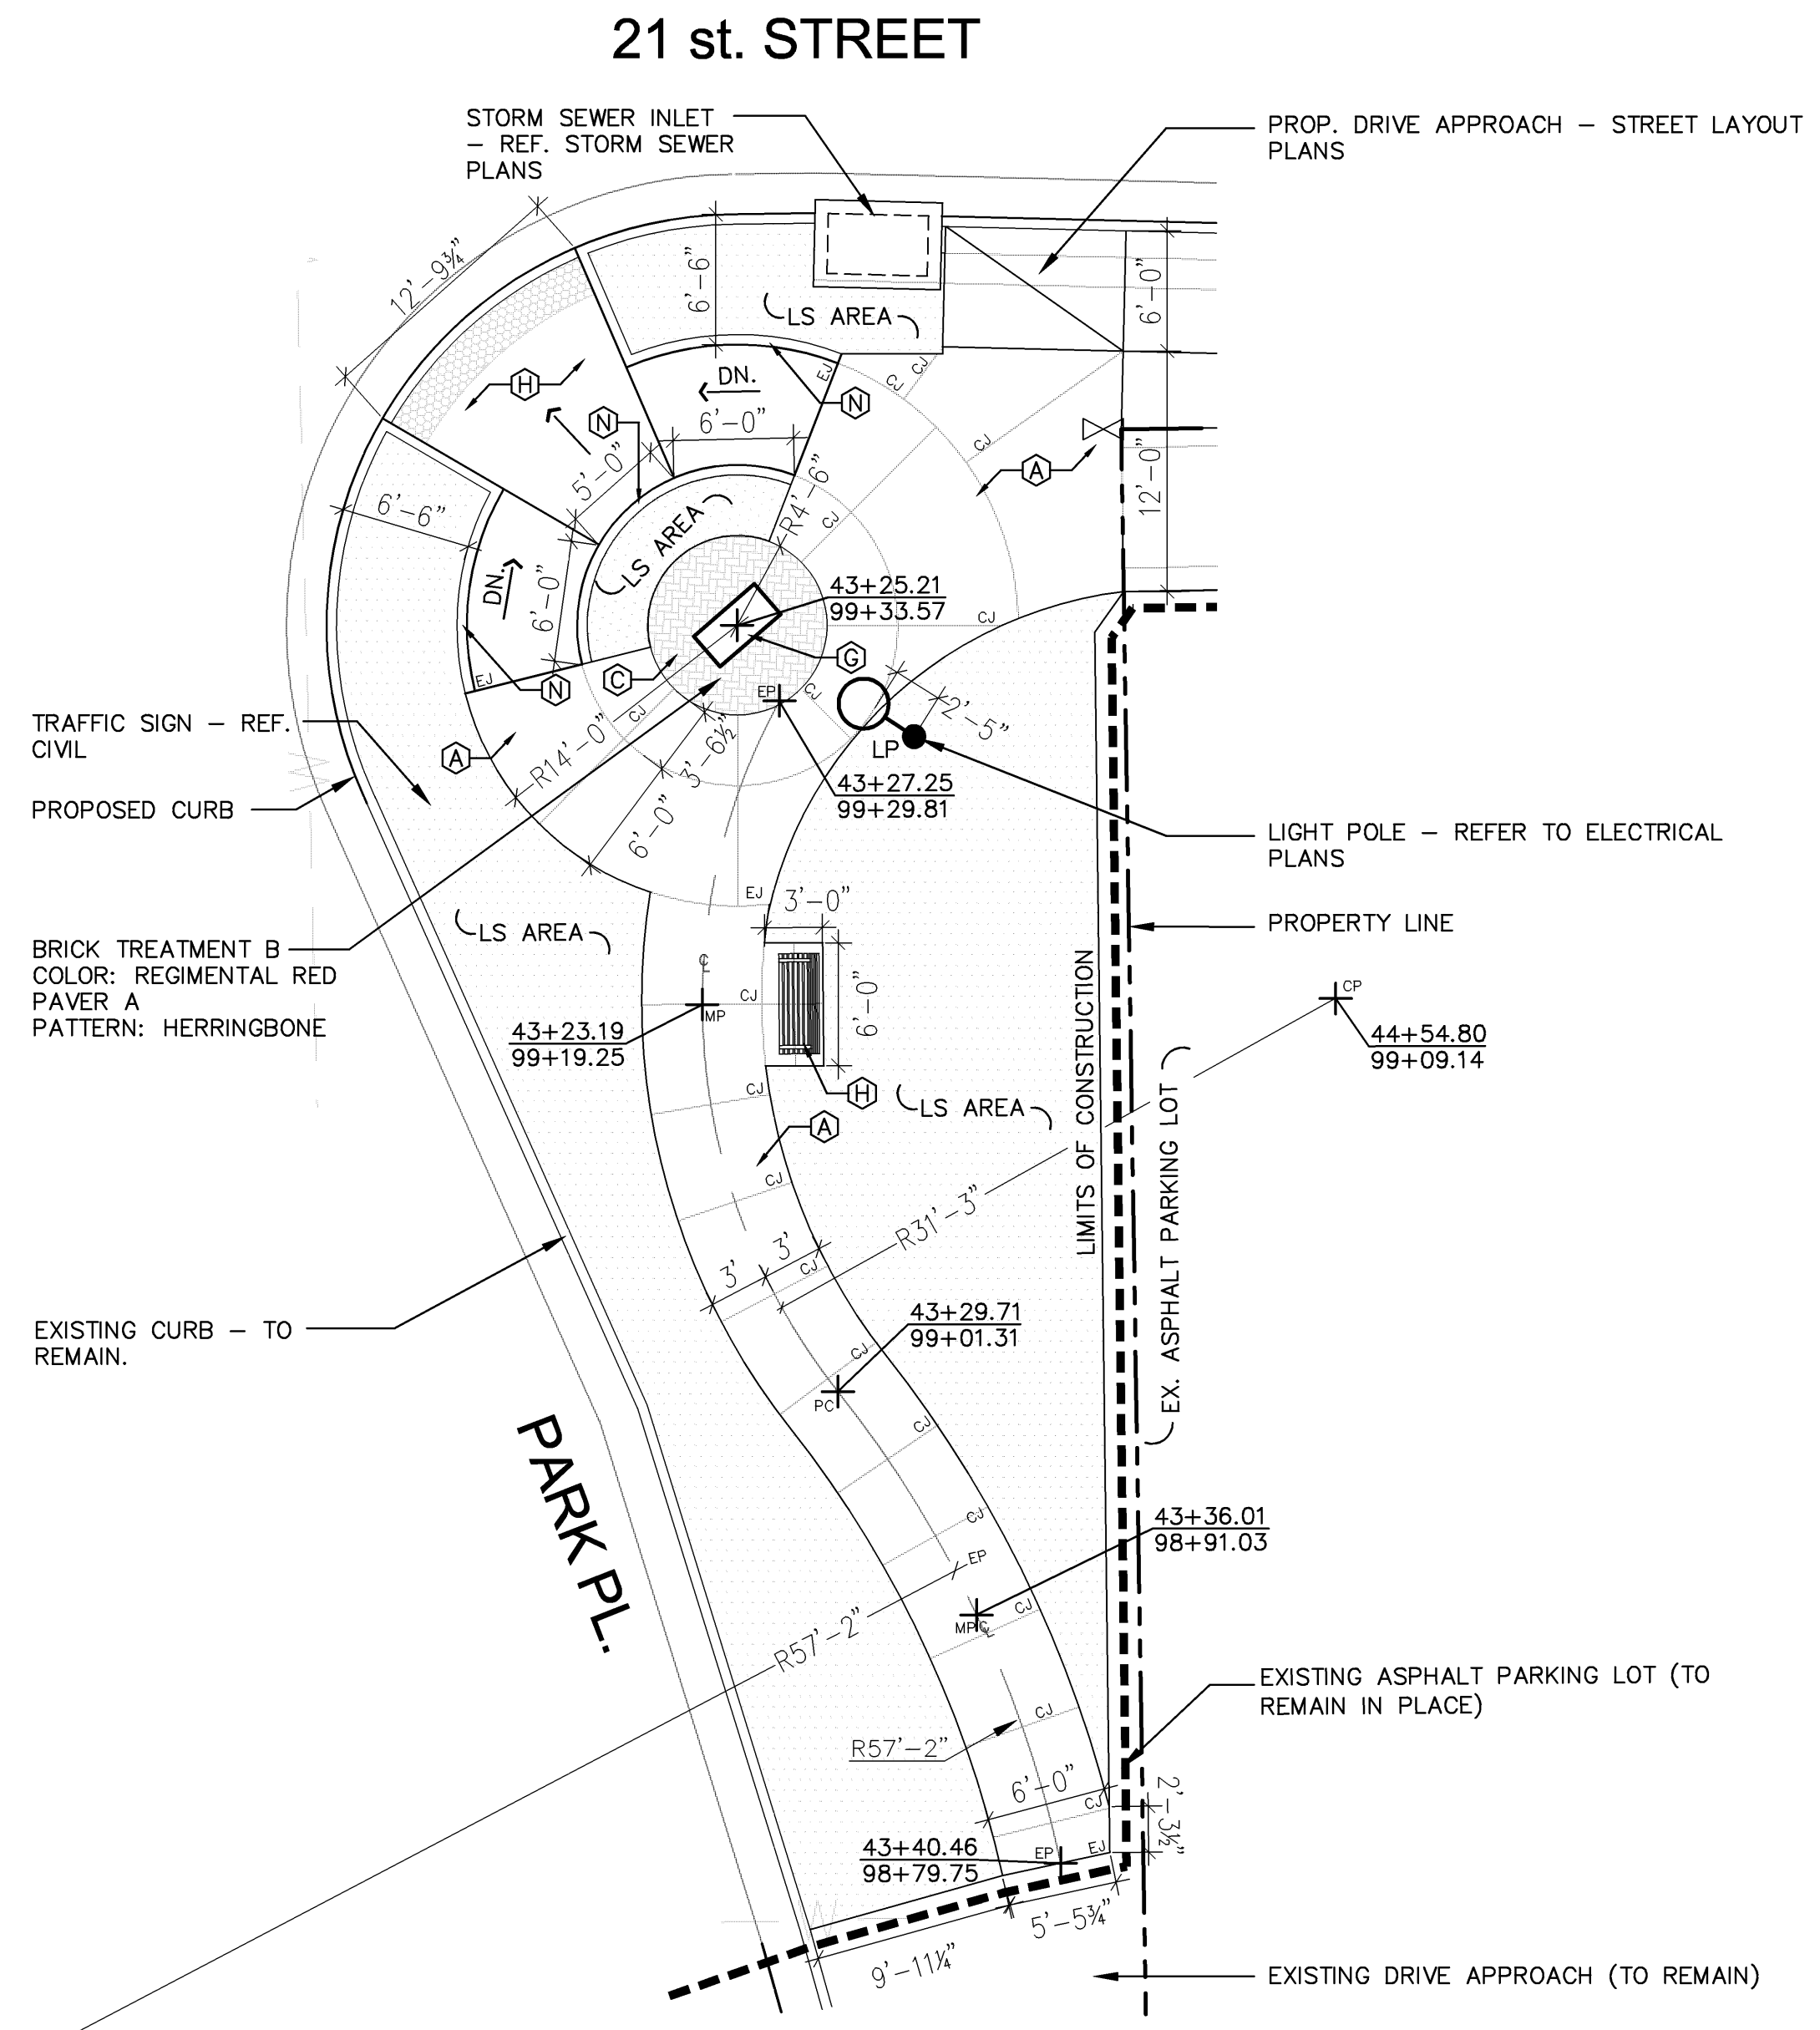 21 st. STREET
STORM SEWER INLET
– REF. STORM SEWER
PLANS
PROP. DRIVE APPROACH – STREET LAYOUT
PLANS
12'-9¾"
6'-6"
LS AREA
6'-0"
H
DN.
6'-0"
N
N
EJ
CJ
CJ
CJ
A
12'-0"
5'-0"
R4'-6"
CJ
6'-6"
LS AREA
DN.
6'-0"
43+25.21
99+33.57
CJ
G
C
N
EJ
EP
CJ
CJ
2'-5"
LP
TRAFFIC SIGN – REF.
CIVIL
A
R14'-0"
3'-6½"
43+27.25
99+29.81
PROPOSED CURB
6'-0"
LIGHT POLE – REFER TO ELECTRICAL
PLANS
EJ
3'-0"
PROPERTY LINE
LS AREA
BRICK TREATMENT B
COLOR: REGIMENTAL RED
PAVER A
PATTERN: HERRINGBONE
CJ
MP
6'-0"
CP
43+23.19
99+19.25
44+54.80
99+09.14
LIMITS OF CONSTRUCTION
EX. ASPHALT PARKING LOT
CJ
H
LS AREA
A
CJ
R31'-3"
3'
3'
CJ
EXISTING CURB – TO
REMAIN.
43+29.71
99+01.31
CJ
PC
CJ
PARK PL.
43+36.01
98+91.03
CJ
EP
CJ
MP
R57'-2"
EXISTING ASPHALT PARKING LOT (TO
REMAIN IN PLACE)
CJ
R57'-2"
6'-0"
CJ
2'-3½"
43+40.46
98+79.75
EP
EJ
5'-5¾"
9'-11¼"
EXISTING DRIVE APPROACH (TO REMAIN)